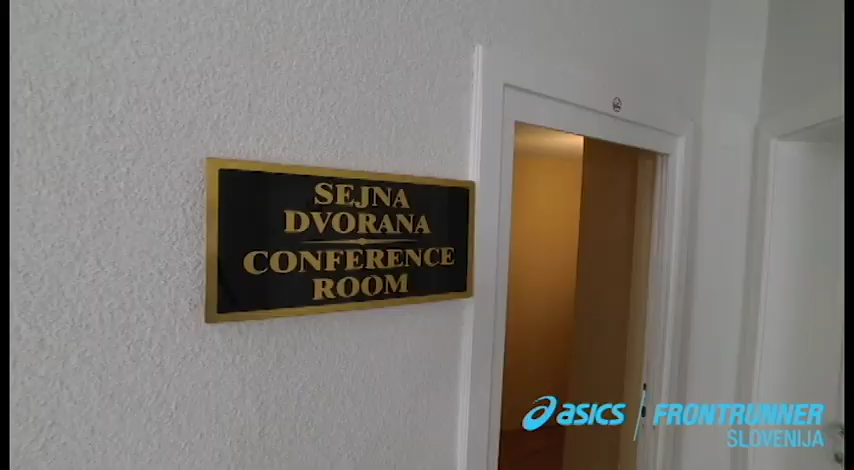 SEJNA
DVORANA
CONFERENCE
ROOM
asics FRONTRUNNER
SLOVENIJA